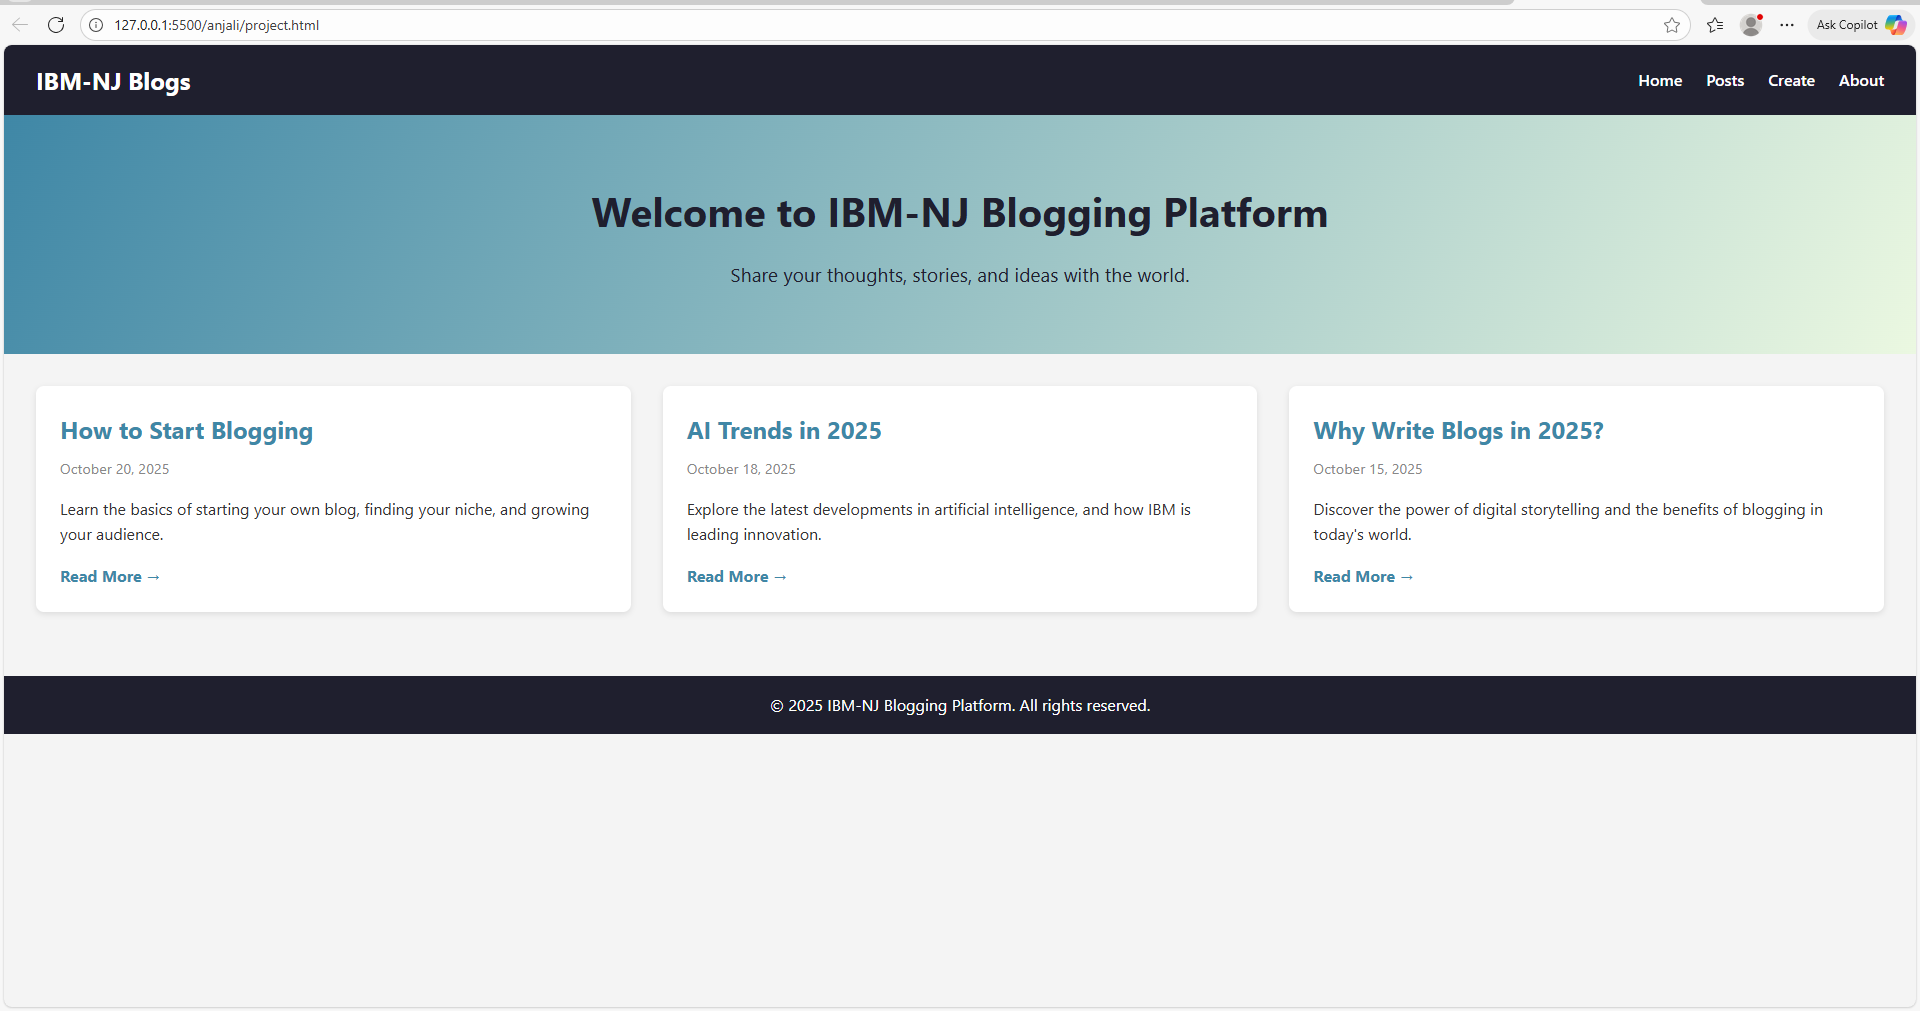 127.0.0.1:5500/anjali/project.html
Ask Copilot
IBM-NJ Blogs
Home Posts Create About
Welcome to IBM-NJ Blogging Platform
Share your thoughts, stories, and ideas with the world.
How to Start Blogging
October 20, 2025
Learn the basics of starting your own blog, finding your niche, and growing
your audience.
Read More →
AI Trends in 2025
October 18, 2025
Explore the latest developments in artificial intelligence, and how IBM is
leading innovation.
Read More →
Why Write Blogs in 2025?
October 15, 2025
Discover the power of digital storytelling and the benefits of blogging in
today's world.
Read More →
© 2025 IBM-NJ Blogging Platform. All rights reserved.